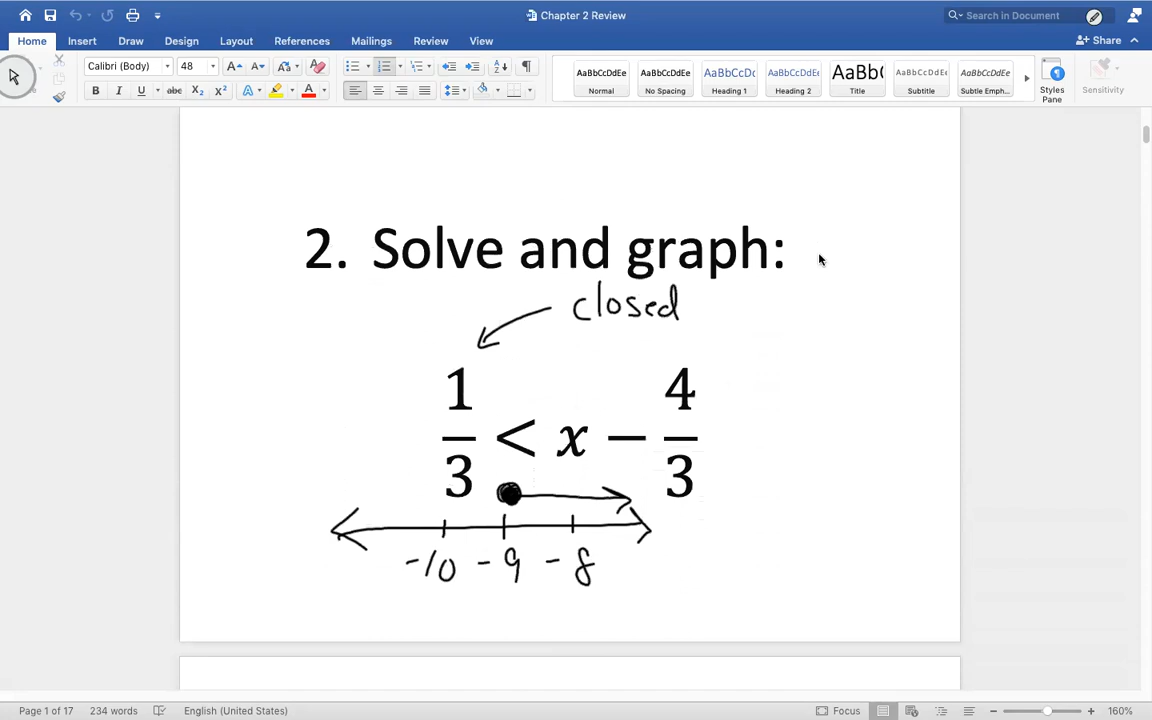 Chapter 2 Review
Search in Document
Home Insert Draw Design Layout References Mailings Review View
Share
Calibri (Body) 48
AaBbCcDdEe AaBbCcDdEe AaBbCcDc AaBbCcDdEe AaBb( AaBbCcDdEe AaBbCcDdEe
Normal No Spacing Heading 1 Heading 2 Title Subtitle Subtle Emph...
Styles Pane
Sensitivity
2. Solve and graph:
closed
1/3 < x − 4/3
-10 -9 -8
Page 1 of 17 234 words English (United States) Focus 160%